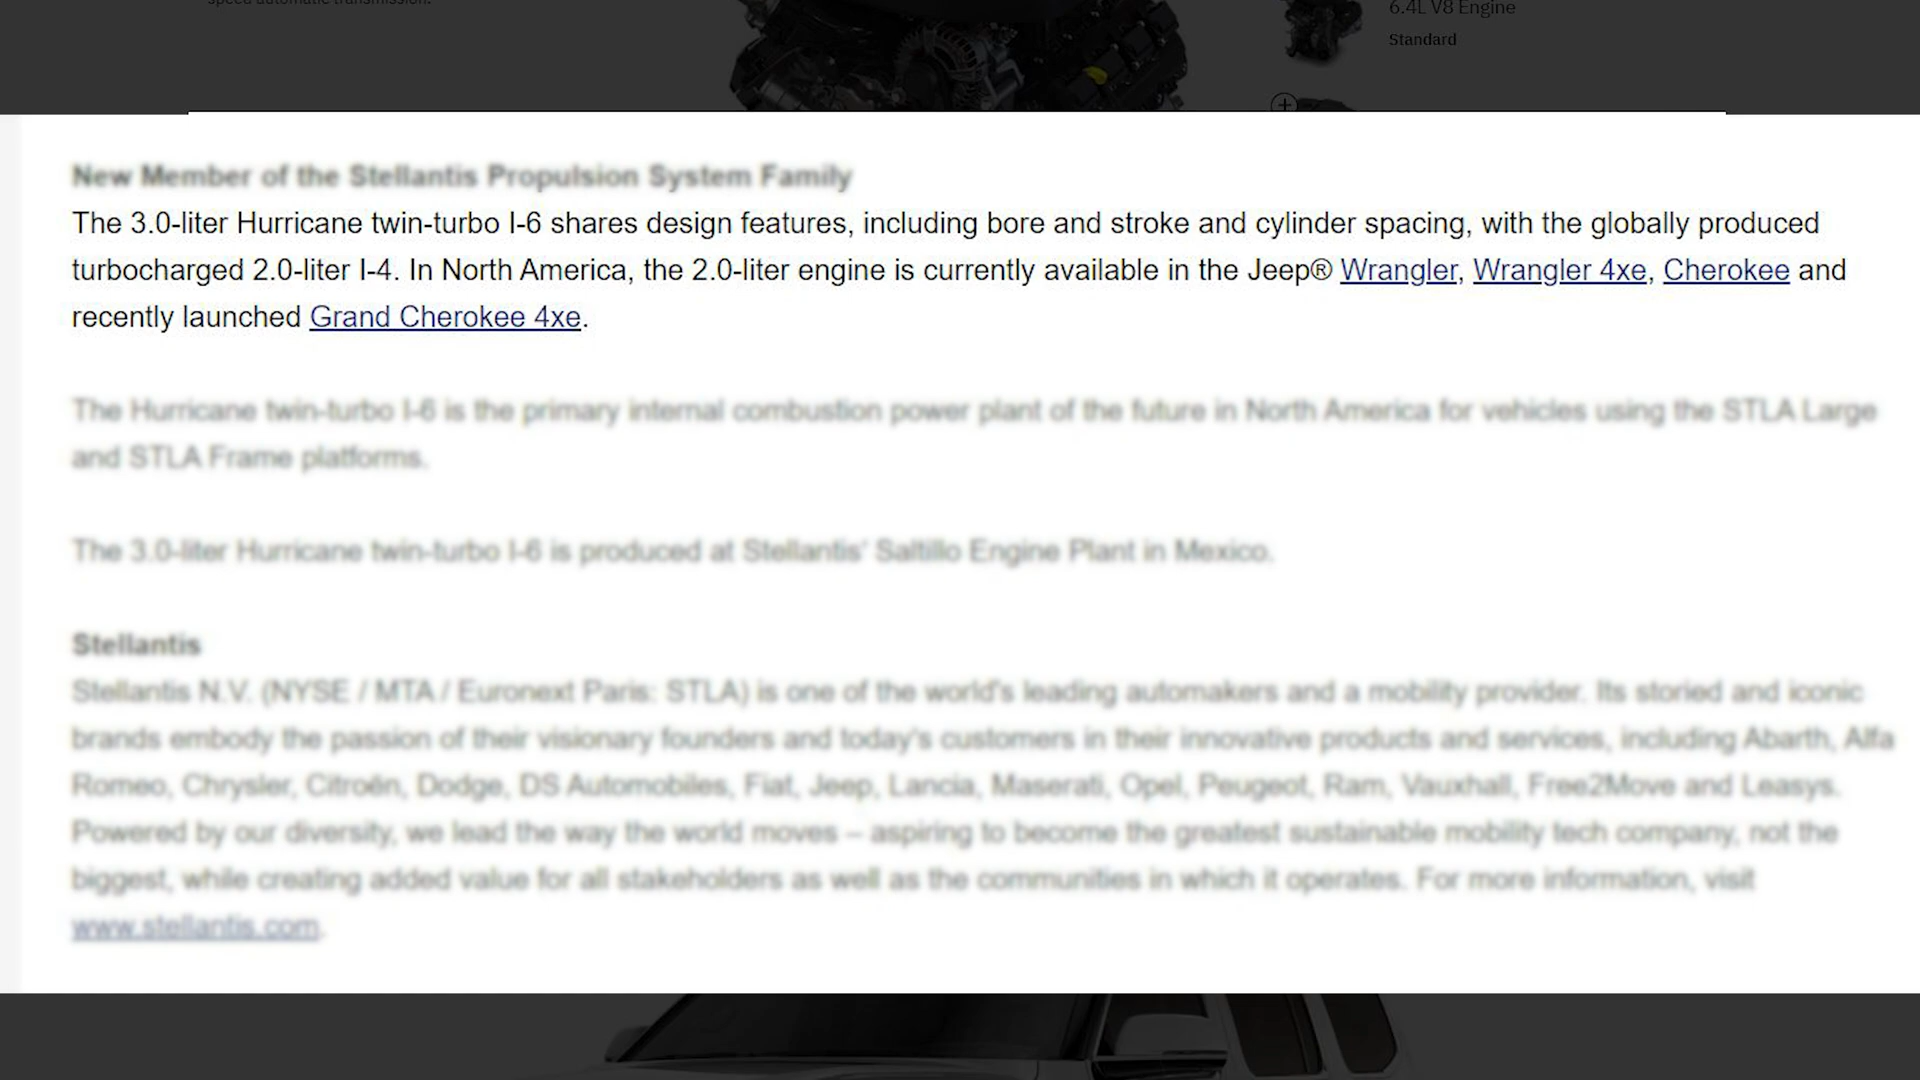 speed automatic transmission.
6.4L V8 Engine
Standard
New Member of the Stellantis Propulsion System Family
The 3.0-liter Hurricane twin-turbo I-6 shares design features, including bore and stroke and cylinder spacing, with the globally produced
turbocharged 2.0-liter I-4. In North America, the 2.0-liter engine is currently available in the Jeep® Wrangler, Wrangler 4xe, Cherokee and
recently launched Grand Cherokee 4xe.
The Hurricane twin-turbo I-6 is the primary internal combustion power plant of the future in North America for vehicles using the STLA Large
and STLA Frame platforms.
The 3.0-liter Hurricane twin-turbo I-6 is produced at Stellantis' Saltillo Engine Plant in Mexico.
Stellantis
Stellantis N.V. (NYSE / MTA / Euronext Paris: STLA) is one of the world's leading automakers and a mobility provider. Its storied and iconic
brands embody the passion of their visionary founders and today's customers in their innovative products and services, including Abarth, Alfa
Romeo, Chrysler, Citroën, Dodge, DS Automobiles, Fiat, Jeep, Lancia, Maserati, Opel, Peugeot, Ram, Vauxhall, Free2Move and Leasys.
Powered by our diversity, we lead the way the world moves – aspiring to become the greatest sustainable mobility tech company, not the
biggest, while creating added value for all stakeholders as well as the communities in which it operates. For more information, visit
www.stellantis.com.